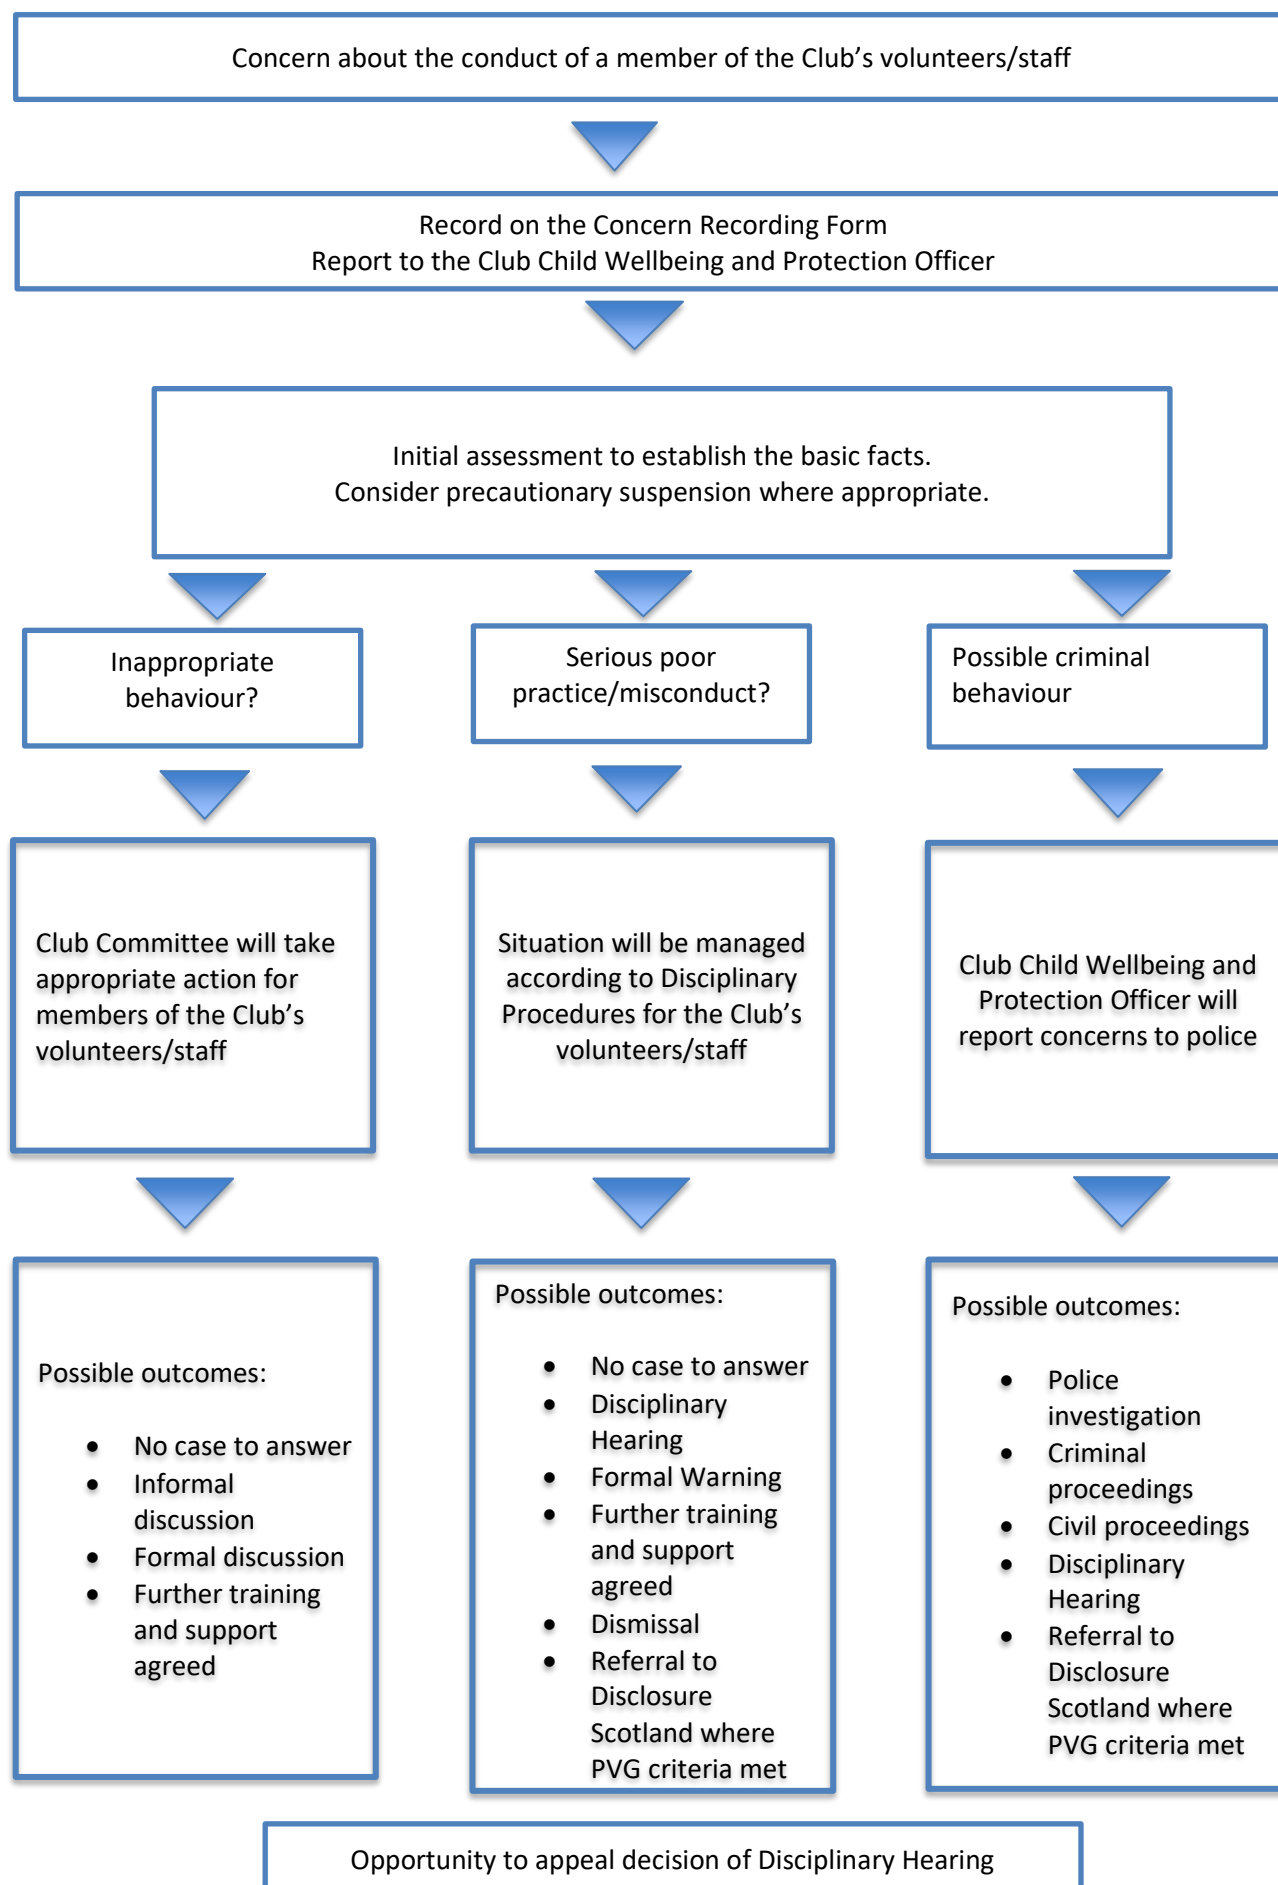 Concern about the conduct of a member of the Club’s volunteers/staff
Record on the Concern Recording Form
Report to the Club Child Wellbeing and Protection Officer
Initial assessment to establish the basic facts.
Consider precautionary suspension where appropriate.
Inappropriate
behaviour?
Serious poor
practice/misconduct?
Possible criminal
behaviour
Club Committee will take
appropriate action for
members of the Club’s
volunteers/staff
Situation will be managed
according to Disciplinary
Procedures for the Club’s
volunteers/staff
Club Child Wellbeing and
Protection Officer will
report concerns to police
Possible outcomes:
• No case to answer
• Informal
discussion
• Formal discussion
• Further training
and support
agreed
Possible outcomes:
• No case to answer
• Disciplinary
Hearing
• Formal Warning
• Further training
and support
agreed
• Dismissal
• Referral to
Disclosure
Scotland where
PVG criteria met
Possible outcomes:
• Police
investigation
• Criminal
proceedings
• Civil proceedings
• Disciplinary
Hearing
• Referral to
Disclosure
Scotland where
PVG criteria met
Opportunity to appeal decision of Disciplinary Hearing